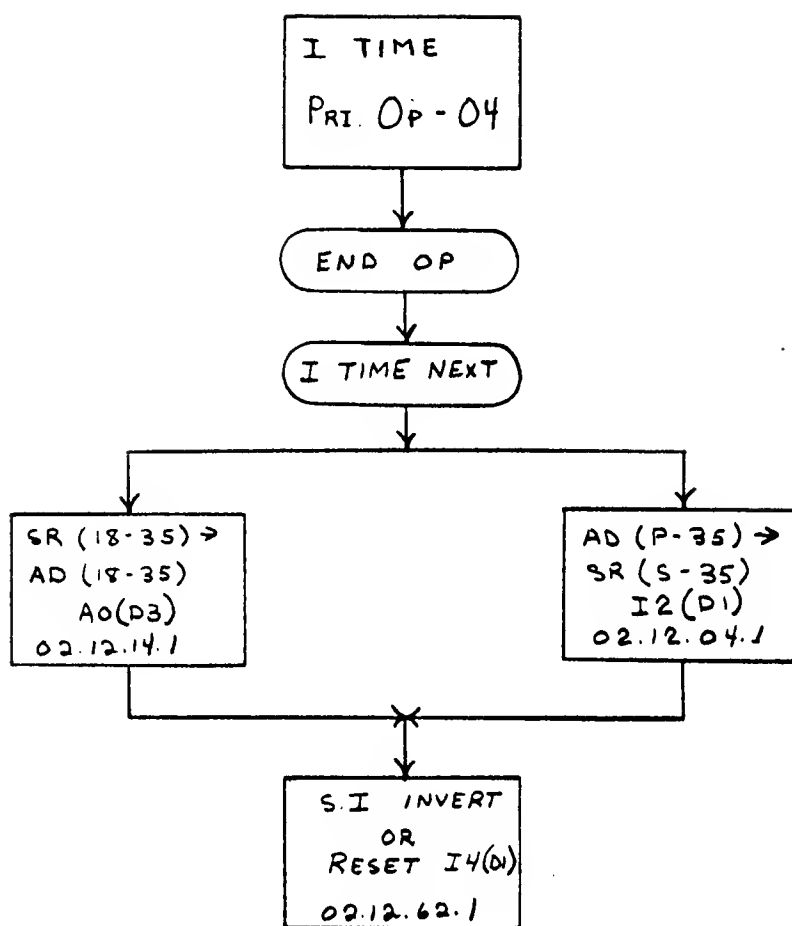 I TIME
PRI. OP - 04
END OP
I TIME NEXT
SR (18-35) →
AD (18-35)
A0(D3)
02.12.14.1
AD (P-35) →
SR (S-35)
I2(D1)
02.12.04.1
S.I INVERT
OR
RESET I4(D1)
02.12.62.1